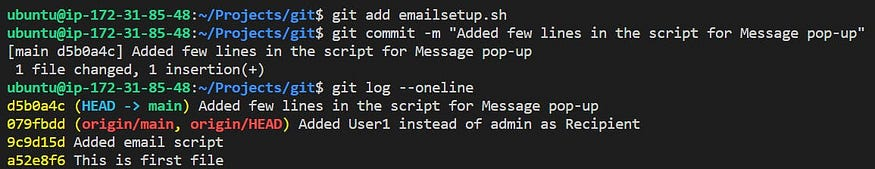 ubuntu@ip-172-31-85-48:~/Projects/git$ git add emailsetup.sh
ubuntu@ip-172-31-85-48:~/Projects/git$ git commit -m "Added few lines in the script for Message pop-up"
[main d5b0a4c] Added few lines in the script for Message pop-up
 1 file changed, 1 insertion(+)
ubuntu@ip-172-31-85-48:~/Projects/git$ git log --oneline
d5b0a4c (HEAD -> main) Added few lines in the script for Message pop-up
079fbdd (origin/main, origin/HEAD) Added User1 instead of admin as Recipient
9c9d15d Added email script
a52e8f6 This is first file